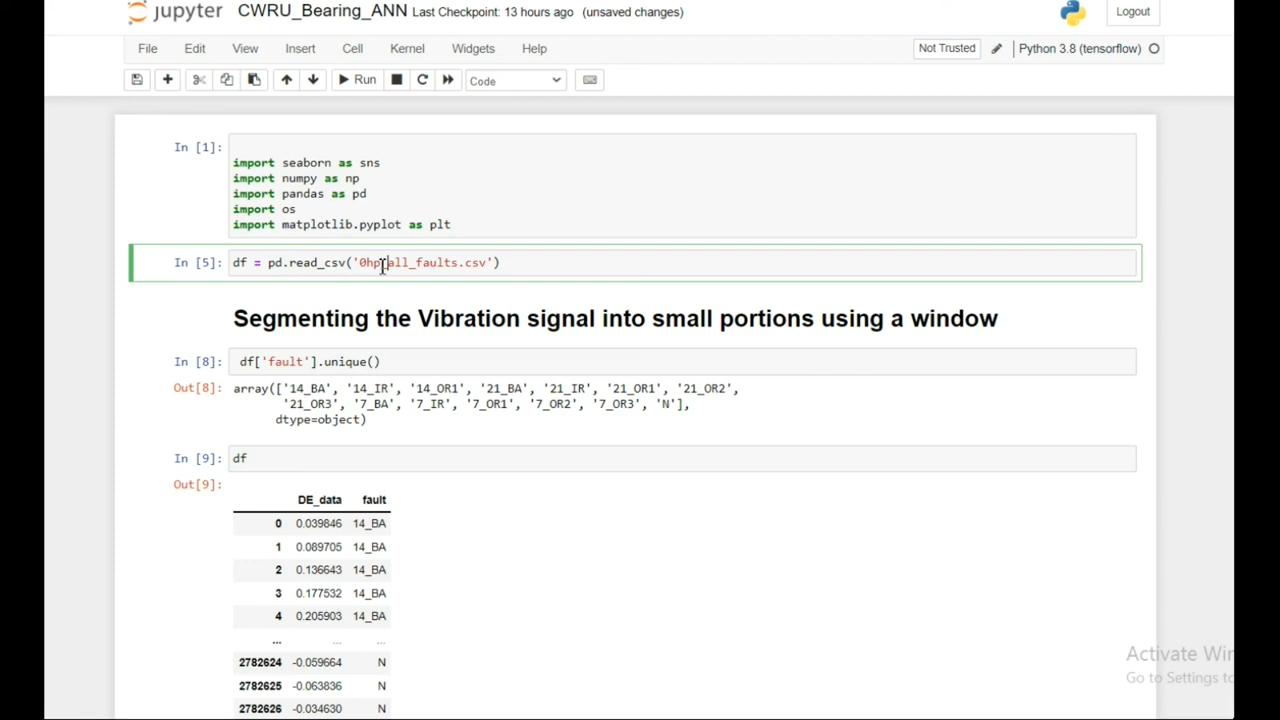 jupyter CWRU_Bearing_ANN Last Checkpoint: 13 hours ago (unsaved changes) Logout
File Edit View Insert Cell Kernel Widgets Help Not Trusted Python 3.8 (tensorflow)
Run Code
In [1]:
import seaborn as sns
import numpy as np
import pandas as pd
import os
import matplotlib.pyplot as plt
In [5]: df = pd.read_csv('0hp_all_faults.csv')
Segmenting the Vibration signal into small portions using a window
In [8]: df['fault'].unique()
Out[8]: array(['14_BA', '14_IR', '14_OR1', '21_BA', '21_IR', '21_OR1', '21_OR2',
'21_OR3', '7_BA', '7_IR', '7_OR1', '7_OR2', '7_OR3', 'N'],
dtype=object)
In [9]: df
Out[9]:
DE_data fault
0 0.039846 14_BA
1 0.089705 14_BA
2 0.136643 14_BA
3 0.177532 14_BA
4 0.205903 14_BA
... ... ...
2782624 -0.059664 N
2782625 -0.063836 N
2782626 -0.034630 N
Activate Win
Go to Settings to